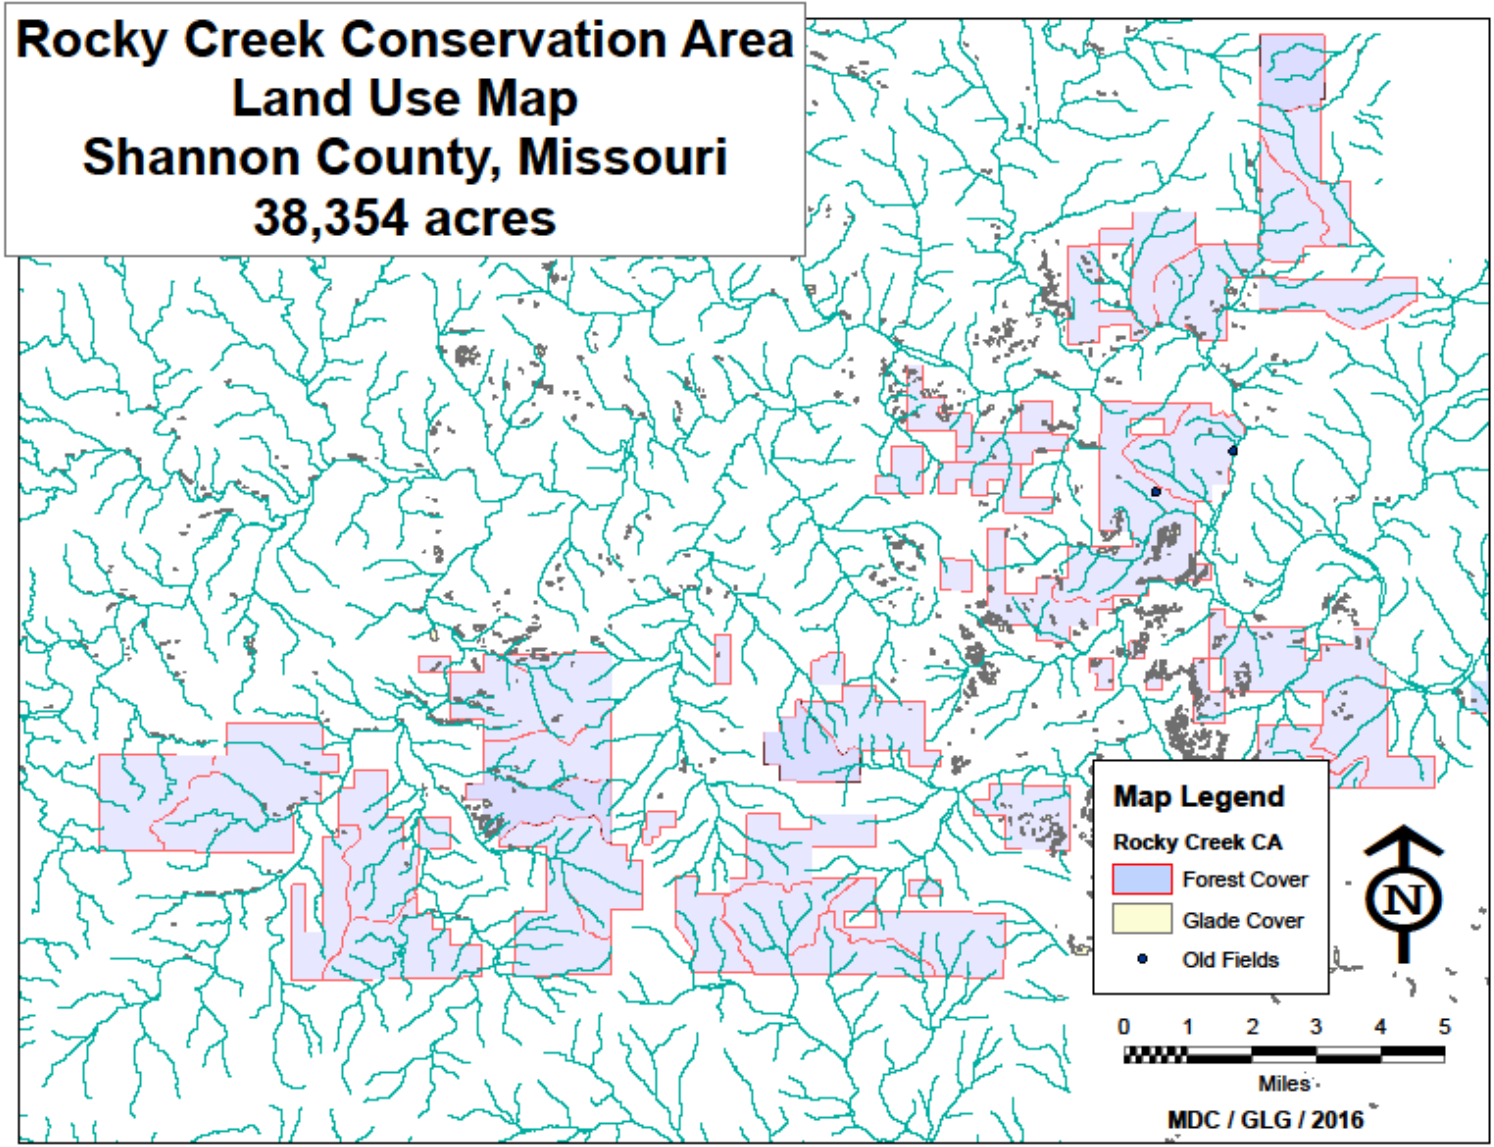 Rocky Creek Conservation Area
Land Use Map
Shannon County, Missouri
38,354 acres
Map Legend
Rocky Creek CA
Forest Cover
Glade Cover
Old Fields
N
0 1 2 3 4 5
Miles
MDC / GLG / 2016